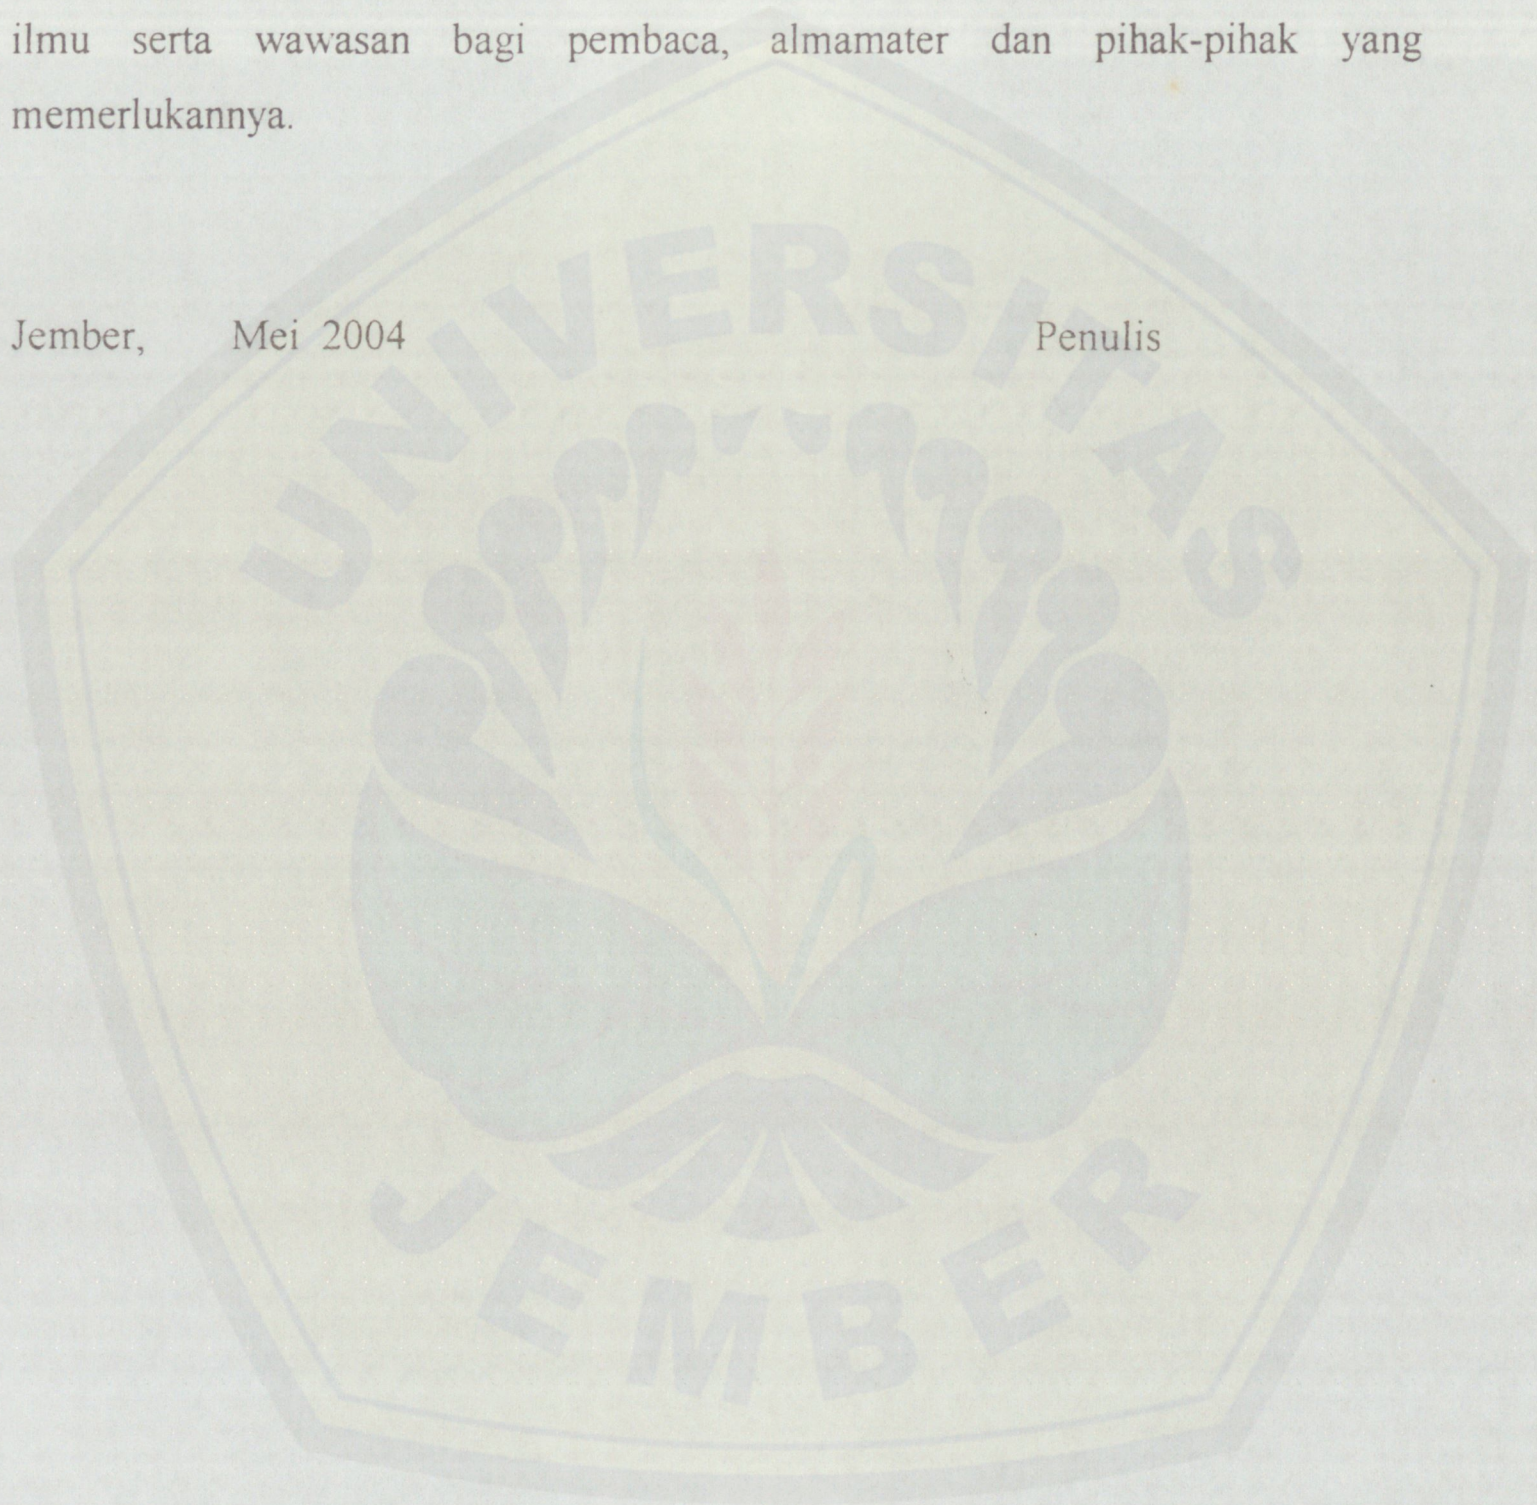 ilmu serta wawasan bagi pembaca, almamater dan pihak-pihak yang
memerlukannya.
Jember, Mei 2004 Penulis
UNIVERSITAS
JEMBER